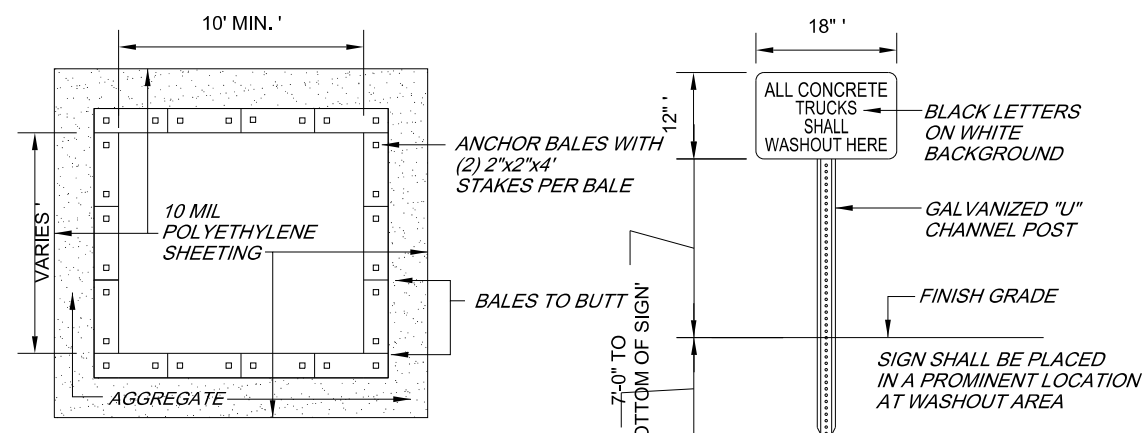 10' MIN. '
VARIES '
ANCHOR BALES WITH
(2) 2"x2"x4'
STAKES PER BALE
10 MIL
POLYETHYLENE
SHEETING
BALES TO BUTT
AGGREGATE
18" '
12" '
ALL CONCRETE
TRUCKS
SHALL
WASHOUT HERE
BLACK LETTERS
ON WHITE
BACKGROUND
GALVANIZED "U"
CHANNEL POST
7'-0" TO
OTTOM OF SIGN'
FINISH GRADE
SIGN SHALL BE PLACED
IN A PROMINENT LOCATION
AT WASHOUT AREA